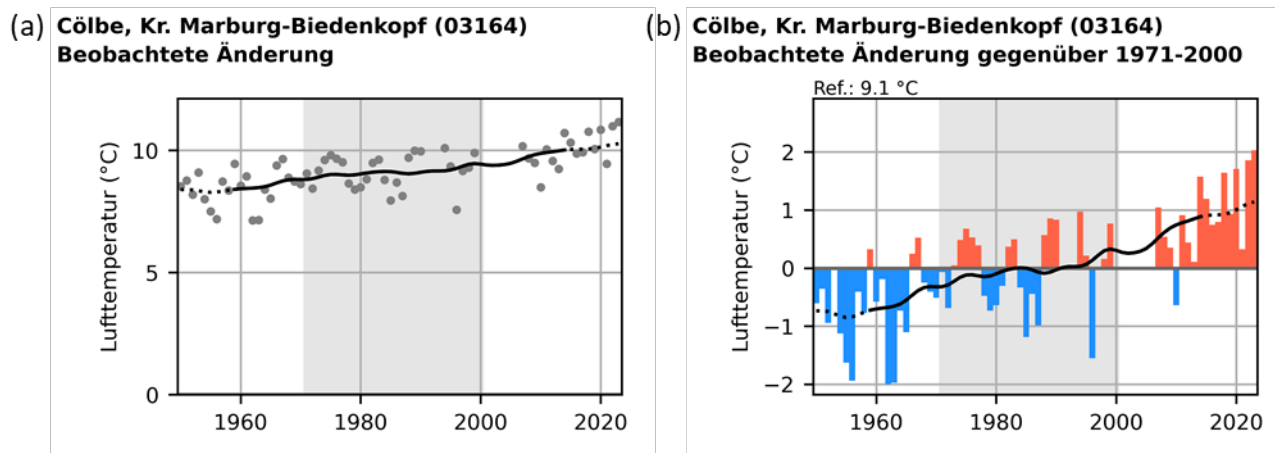 (a) Cölbe, Kr. Marburg-Biedenkopf (03164)
Beobachtete Änderung
Lufttemperatur (°C)
10
5
0
1960 1980 2000 2020
(b) Cölbe, Kr. Marburg-Biedenkopf (03164)
Beobachtete Änderung gegenüber 1971-2000
Ref.: 9.1 °C
Lufttemperatur (°C)
2
1
0
−1
−2
1960 1980 2000 2020